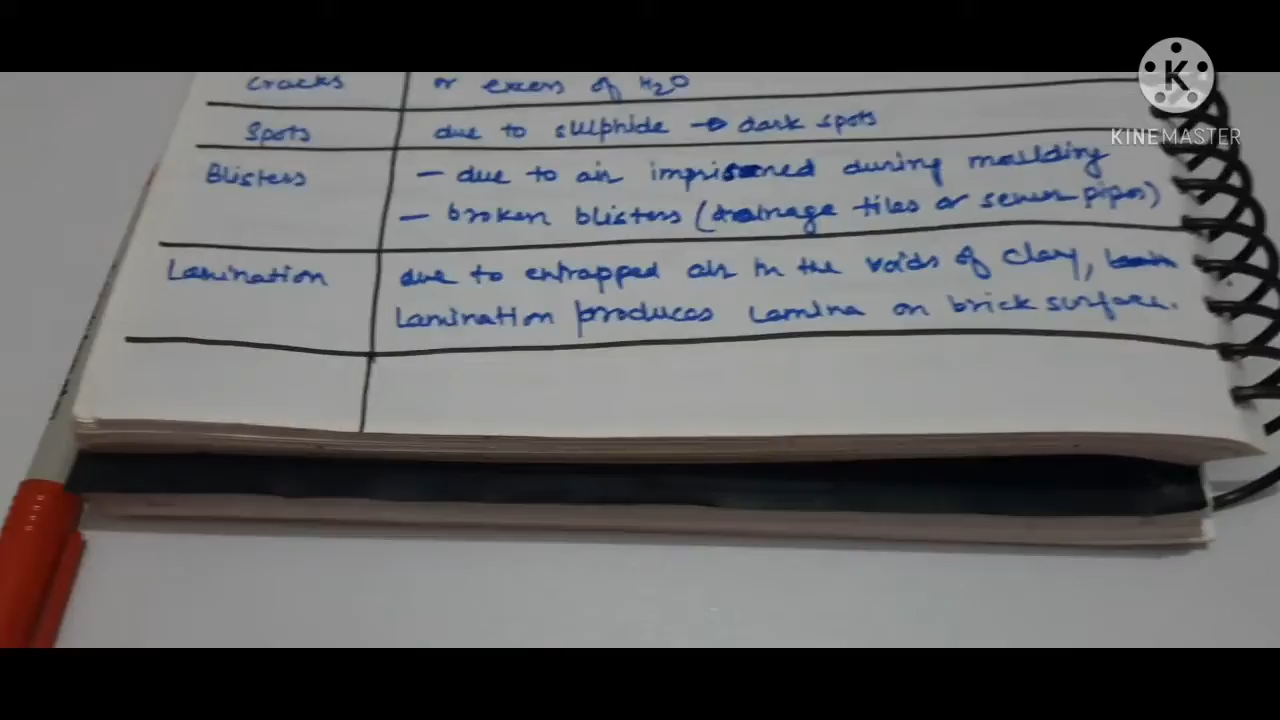 cracks or excess of H2O
Spots due to sulphide → dark spots
Blisters – due to air imprisoned during moulding
– broken blisters (drainage tiles or sewer pipes)
Lamination due to entrapped air in the voids of clay,
Lamination produces Lamina on brick surface.
K
KINEMASTER